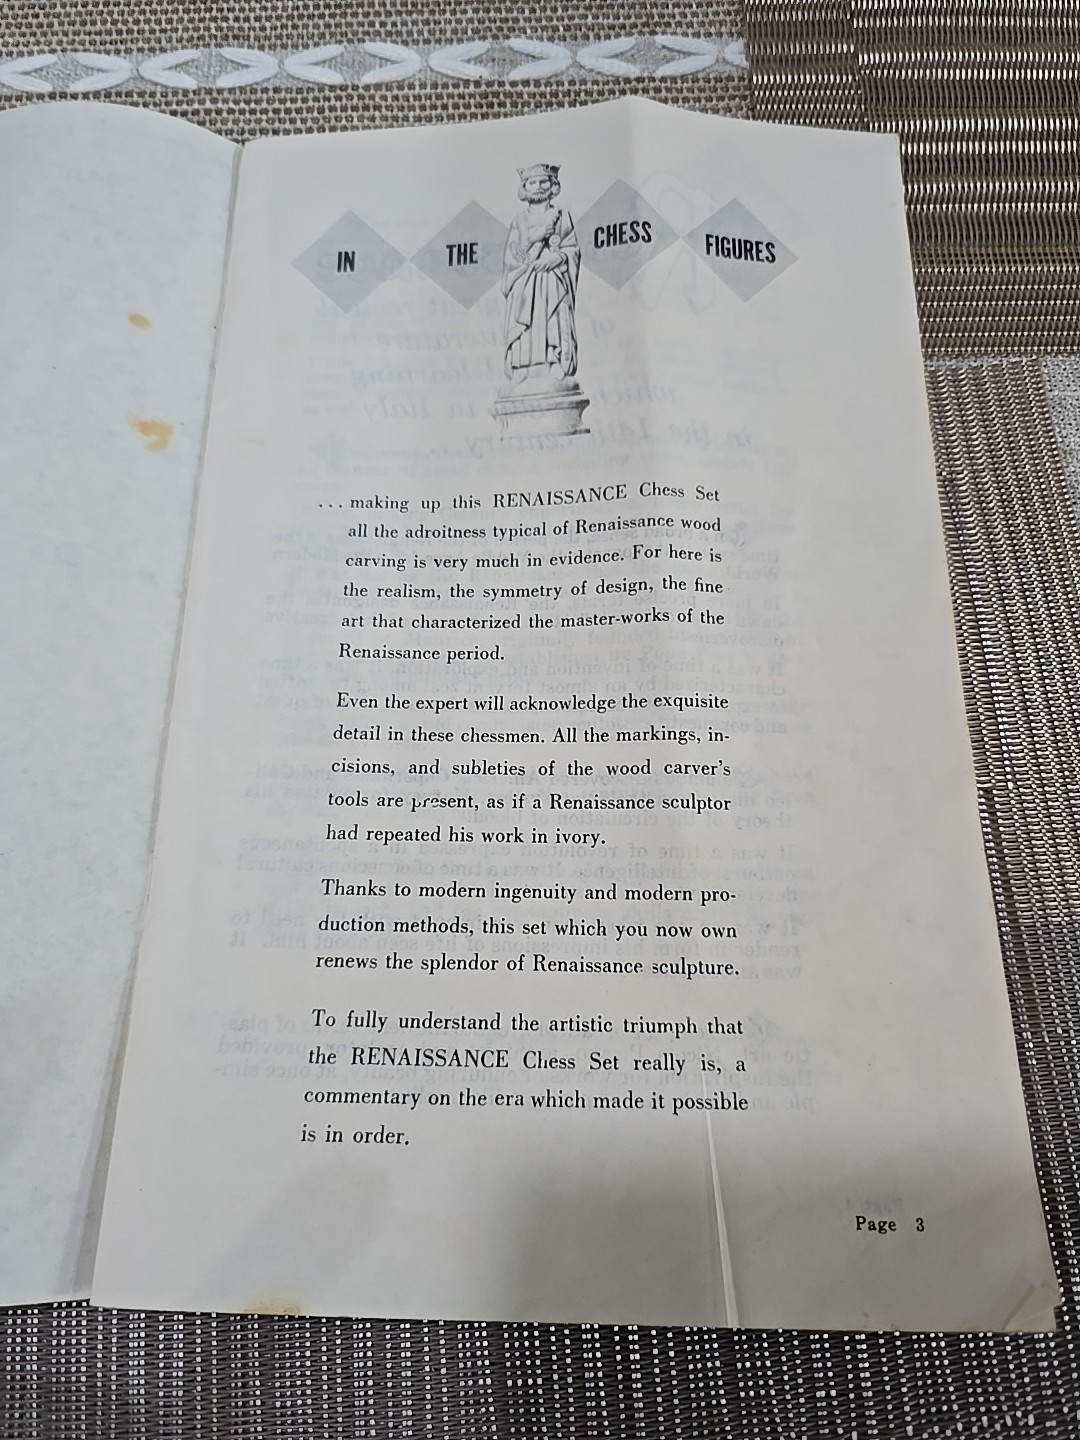 IN THE CHESS FIGURES
... making up this RENAISSANCE Chess Set
all the adroitness typical of Renaissance wood
carving is very much in evidence. For here is
the realism, the symmetry of design, the fine
art that characterized the master-works of the
Renaissance period.
Even the expert will acknowledge the exquisite
detail in these chessmen. All the markings, in-
cisions, and subleties of the wood carver's
tools are present, as if a Renaissance sculptor
had repeated his work in ivory.
Thanks to modern ingenuity and modern pro-
duction methods, this set which you now own
renews the splendor of Renaissance sculpture.
To fully understand the artistic triumph that
the RENAISSANCE Chess Set really is, a
commentary on the era which made it possible
is in order.
Page 3